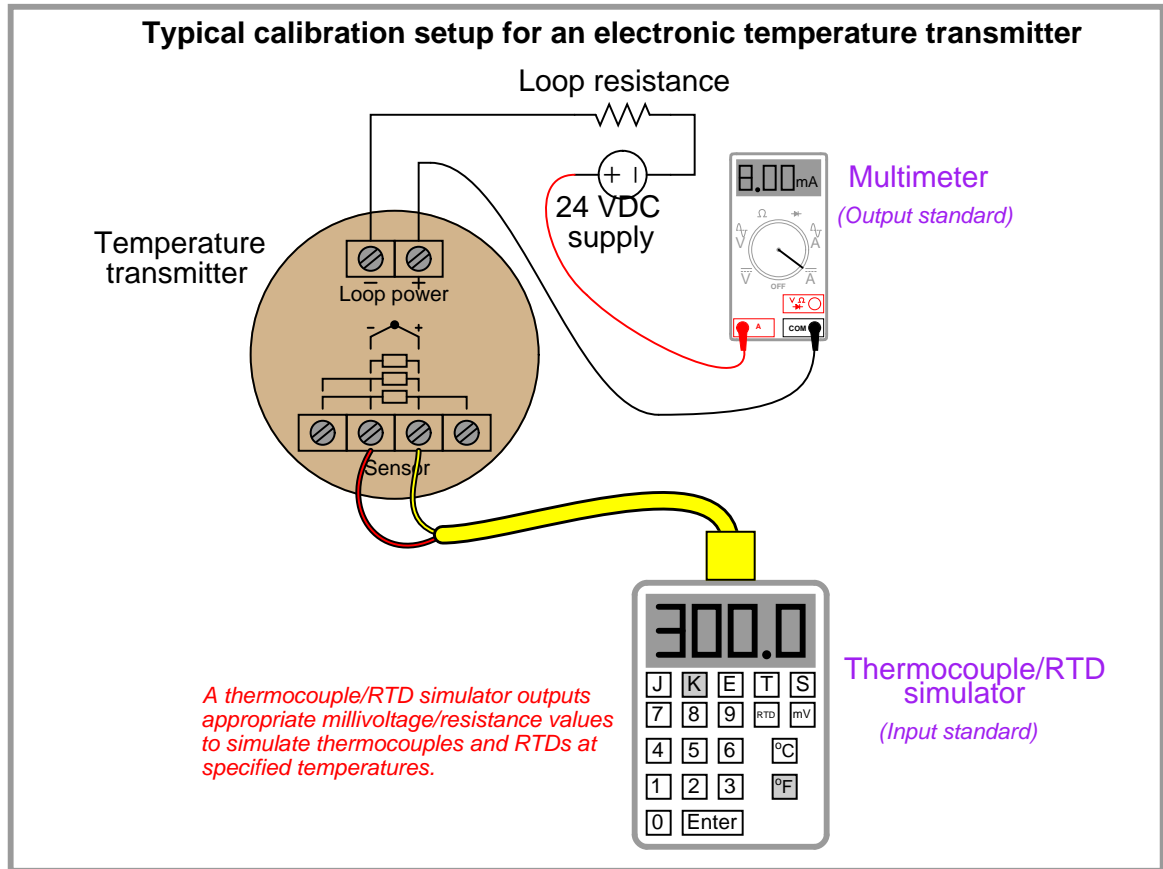 Typical calibration setup for an electronic temperature transmitter
Loop resistance
24 VDC
supply
8.00 mA
Multimeter
(Output standard)
Ω
V
A
V
A
OFF
V Ω
A
COM
Temperature
transmitter
− +
Loop power
- +
Sensor
300.0
J K E T S
7 8 9 RTD mV
4 5 6 °C
1 2 3 °F
0 Enter
Thermocouple/RTD
simulator
(Input standard)
A thermocouple/RTD simulator outputs
appropriate millivoltage/resistance values
to simulate thermocouples and RTDs at
specified temperatures.